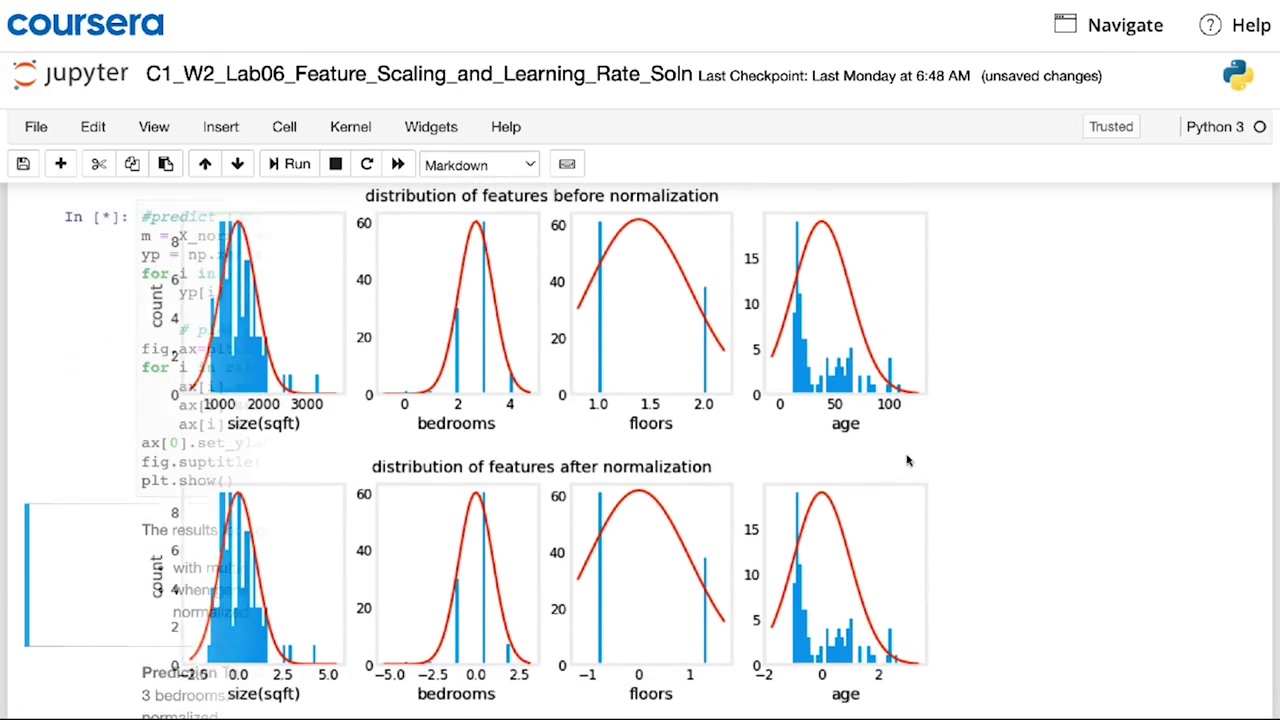 coursera
Navigate
Help
jupyter C1_W2_Lab06_Feature_Scaling_and_Learning_Rate_Soln Last Checkpoint: Last Monday at 6:48 AM (unsaved changes)
File Edit View Insert Cell Kernel Widgets Help
Trusted
Python 3
Run
Markdown
distribution of features before normalization
In [*]:
#predict
m = X_nor
yp = np.
for i in
yp[i
fig,ax=
for i in
ax[i]
ax[
ax[i]
ax[0].set_yla
fig.suptitle(
plt.show()
8
6
4
2
0
count
1000 2000 3000
size(sqft)
60
40
20
0
0 2 4
bedrooms
60
40
20
0
1.0 1.5 2.0
floors
15
10
5
0
0 50 100
age
distribution of features after normalization
8
6
4
2
0
count
−2.5 0.0 2.5 5.0
size(sqft)
60
40
20
0
−5.0 −2.5 0.0 2.5
bedrooms
60
40
20
0
−1 0 1
floors
15
10
5
0
−2 0 2
age
The results
with mu
when
normalized
Prediction
3 bedrooms,
normalized